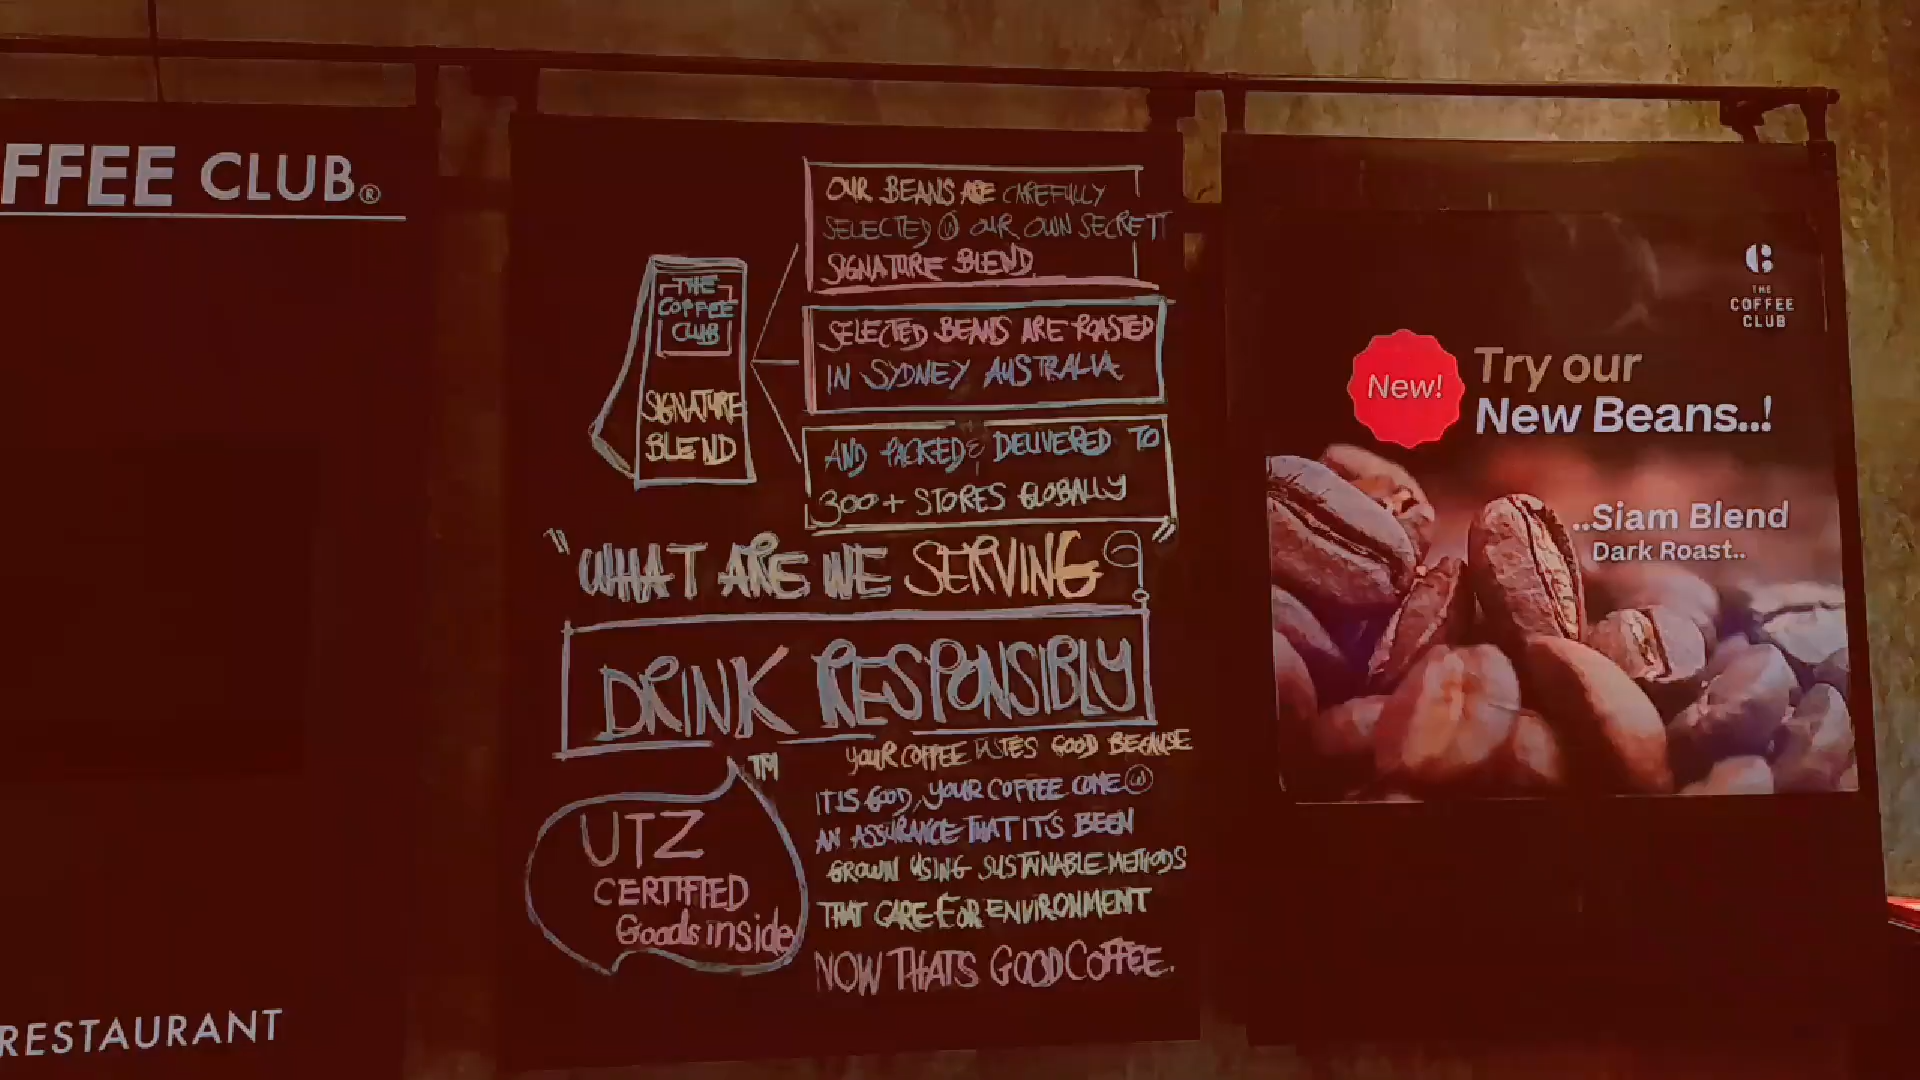 FFEE CLUB®
RESTAURANT
THE
COFFEE
CLUB
SIGNATURE
BLEND
OUR BEANS ARE CAREFULLY
SELECTED ⓦ OUR OWN SECRETT
SIGNATURE BLEND
SELECTED BEANS ARE ROASTED
IN SYDNEY AUSTRALIA
AND PACKED & DELIVERED TO
300+ STORES GLOBALLY
"WHAT ARE WE SERVING?"
DRINK RESPONSIBLY
TM
UTZ
CERTIFIED
Goods inside
YOUR COFFEE TASTES GOOD BECAUSE
IT IS GOOD, YOUR COFFEE COME ⓦ
AN ASSURANCE THAT IT'S BEEN
GROWN USING SUSTAINABLE METHODS
THAT CARE FOR ENVIRONMENT
NOW THATS GOOD COFFEE.
THE
COFFEE
CLUB
New!
Try our
New Beans..!
..Siam Blend
Dark Roast..